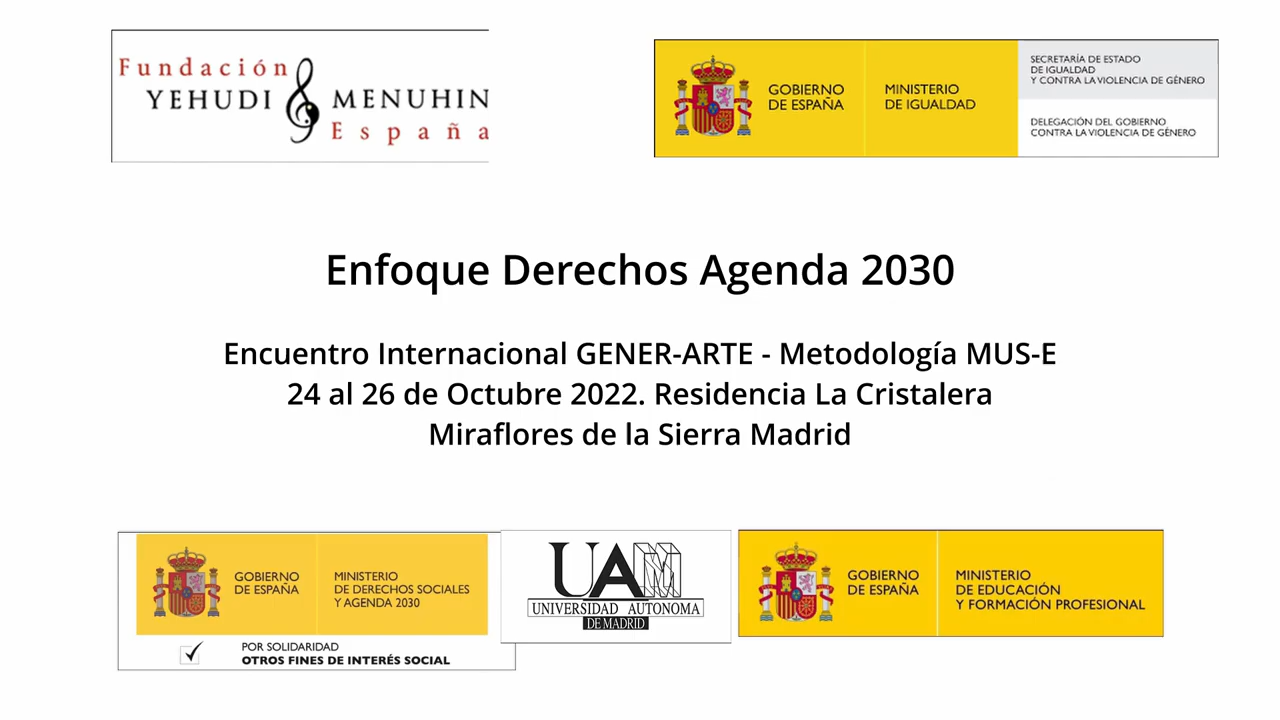 Fundación
YEHUDI MENUHIN
España
GOBIERNO
DE ESPAÑA
MINISTERIO
DE IGUALDAD
SECRETARÍA DE ESTADO
DE IGUALDAD
Y CONTRA LA VIOLENCIA DE GÉNERO
DELEGACIÓN DEL GOBIERNO
CONTRA LA VIOLENCIA DE GÉNERO
Enfoque Derechos Agenda 2030
Encuentro Internacional GENER-ARTE - Metodología MUS-E
24 al 26 de Octubre 2022. Residencia La Cristalera
Miraflores de la Sierra Madrid
GOBIERNO
DE ESPAÑA
MINISTERIO
DE DERECHOS SOCIALES
Y AGENDA 2030
POR SOLIDARIDAD
OTROS FINES DE INTERÉS SOCIAL
UAM
UNIVERSIDAD AUTONOMA
DE MADRID
GOBIERNO
DE ESPAÑA
MINISTERIO
DE EDUCACIÓN
Y FORMACIÓN PROFESIONAL